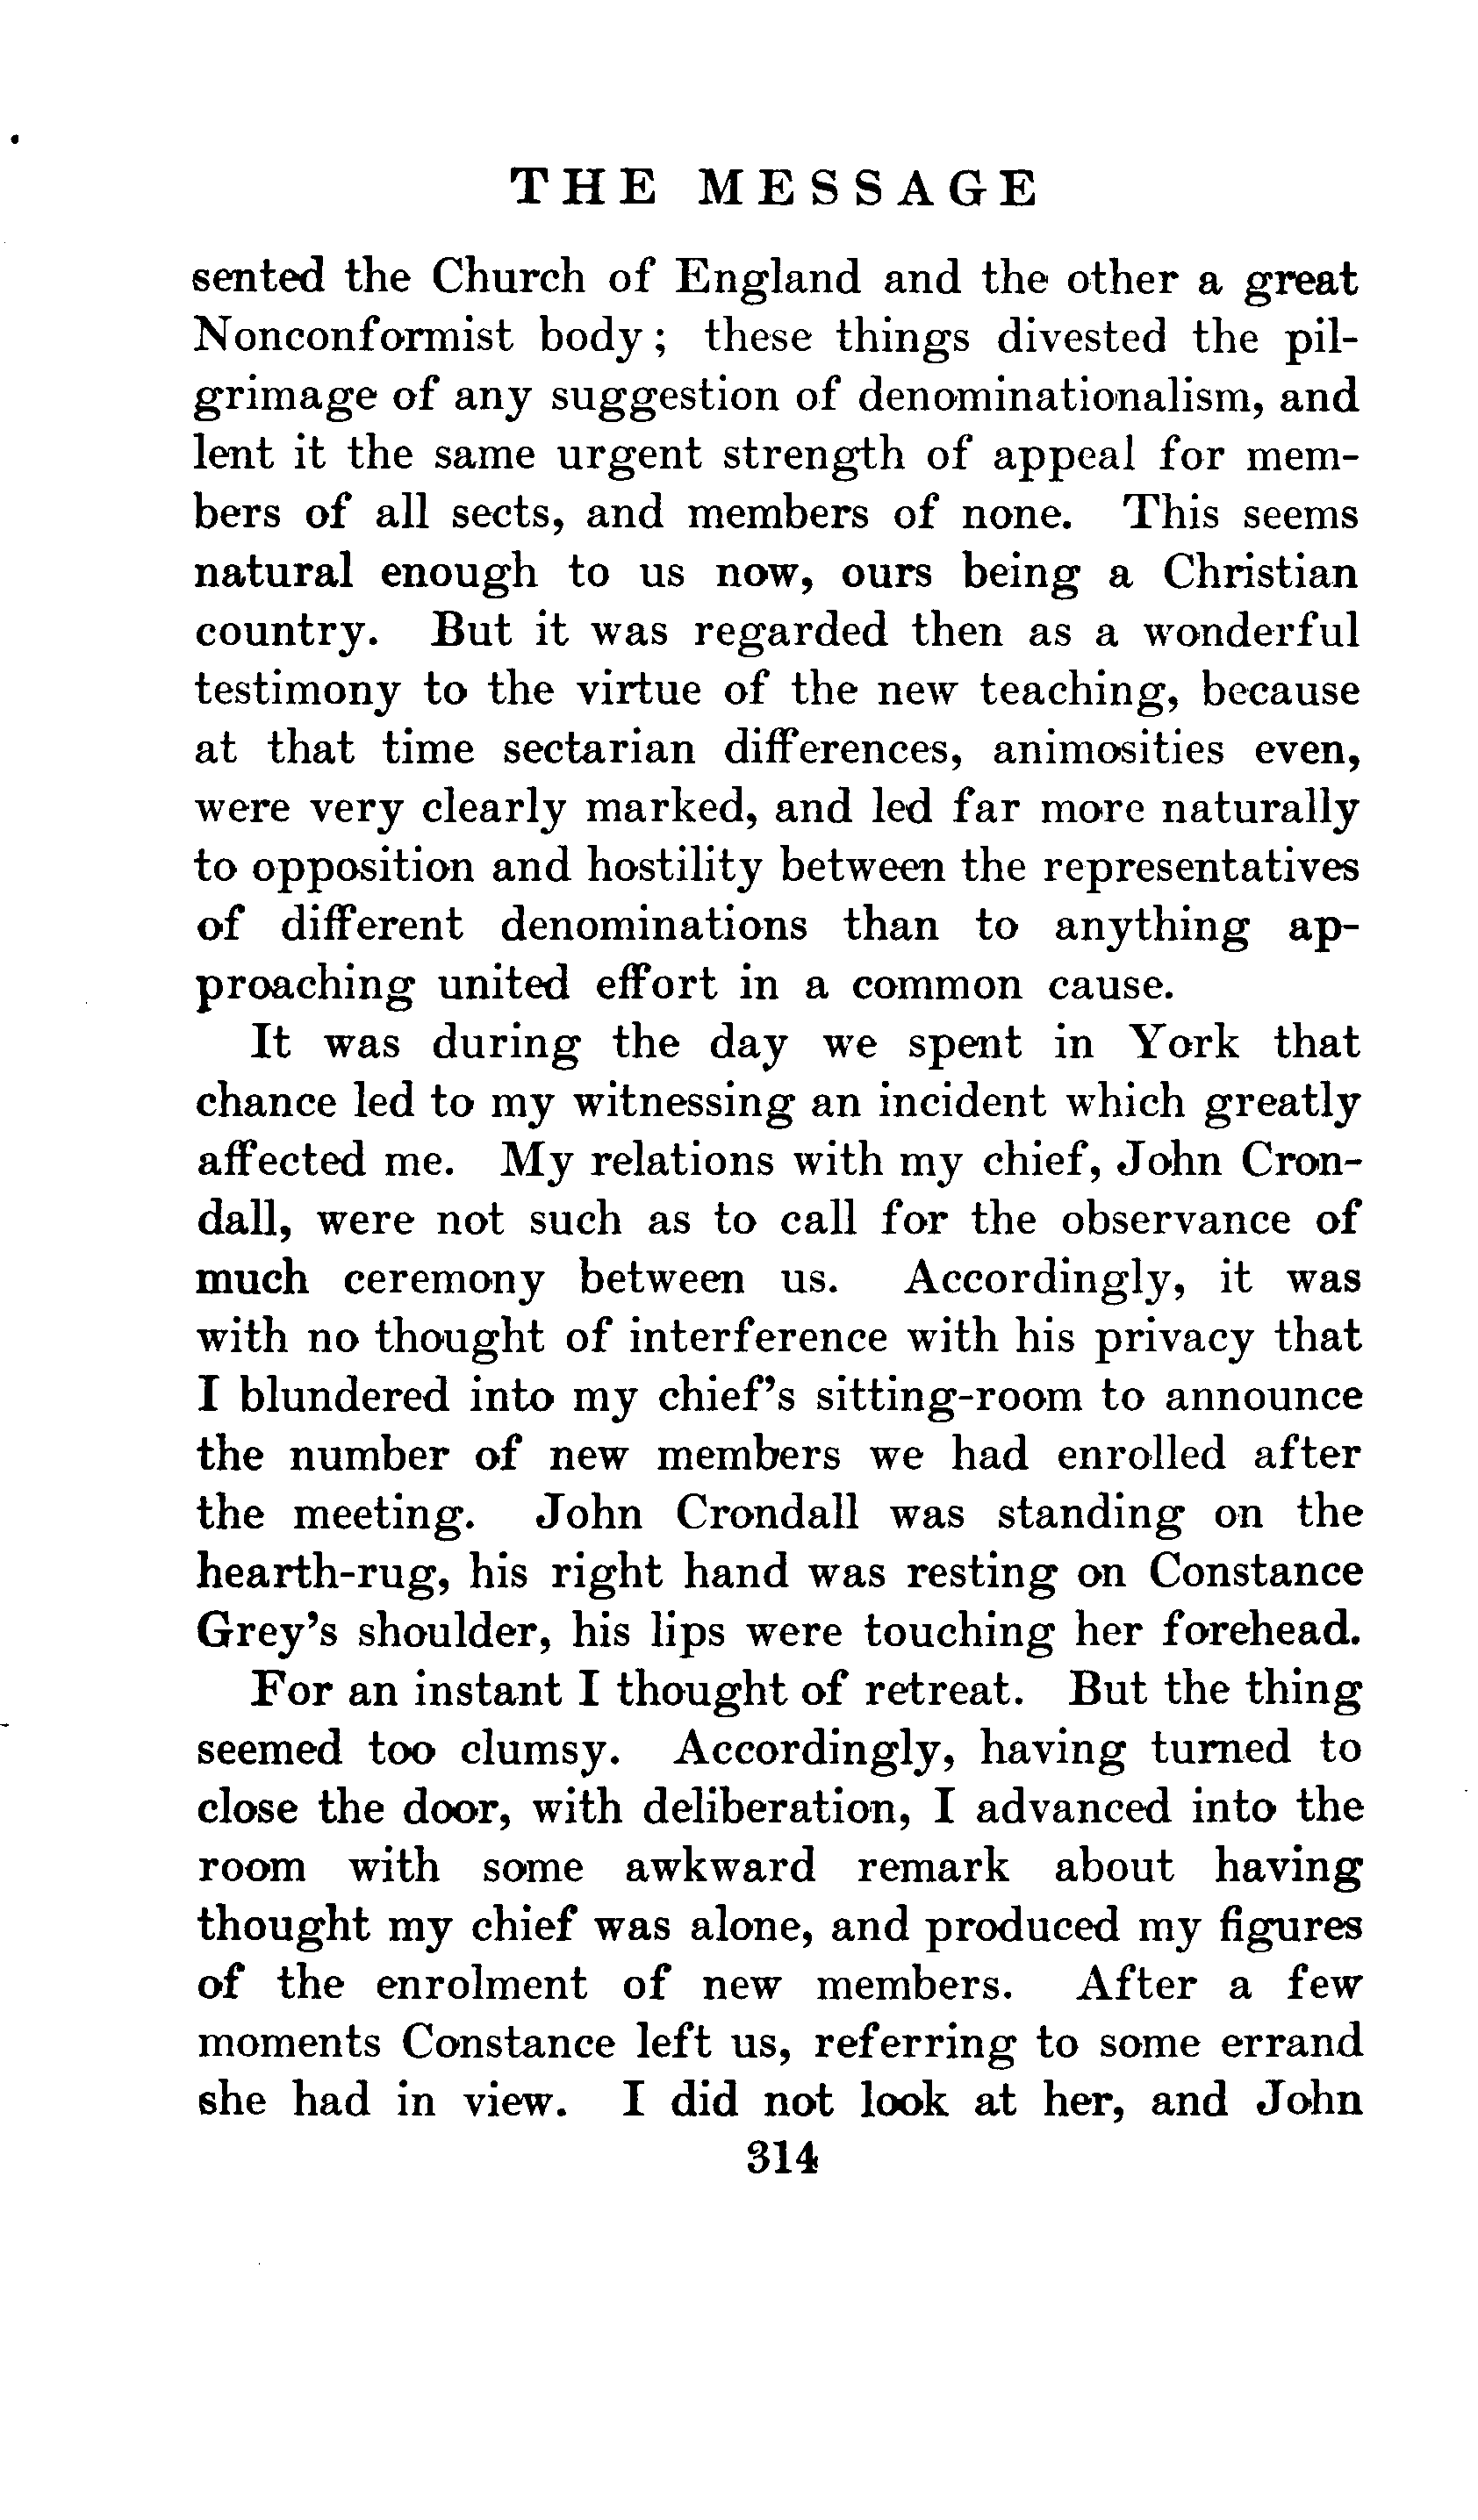 THE MESSAGE
sented the Church of England and the other a great
Nonconformist body; these things divested the pil-
grimage of any suggestion of denominationalism, and
lent it the same urgent strength of appeal for mem-
bers of all sects, and members of none. This seems
natural enough to us now, ours being a Christian
country. But it was regarded then as a wonderful
testimony to the virtue of the new teaching, because
at that time sectarian differences, animosities even,
were very clearly marked, and led far more naturally
to opposition and hostility between the representatives
of different denominations than to anything ap-
proaching united effort in a common cause.
It was during the day we spent in York that
chance led to my witnessing an incident which greatly
affected me. My relations with my chief, John Cron-
dall, were not such as to call for the observance of
much ceremony between us. Accordingly, it was
with no thought of interference with his privacy that
I blundered into my chief's sitting-room to announce
the number of new members we had enrolled after
the meeting. John Crondall was standing on the
hearth-rug, his right hand was resting on Constance
Grey's shoulder, his lips were touching her forehead.
For an instant I thought of retreat. But the thing
seemed too clumsy. Accordingly, having turned to
close the door, with deliberation, I advanced into the
room with some awkward remark about having
thought my chief was alone, and produced my figures
of the enrolment of new members. After a few
moments Constance left us, referring to some errand
she had in view. I did not look at her, and John
314